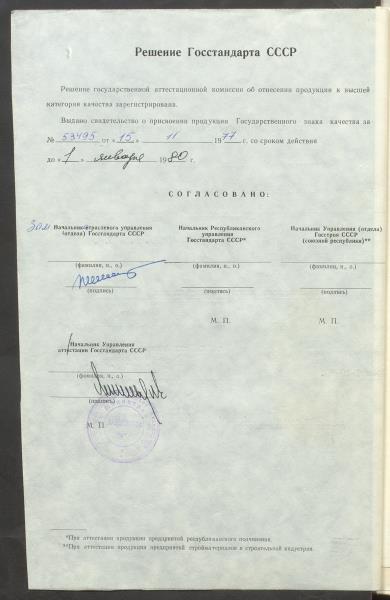 Решение Госстандарта СССР
Решение государственной аттестационной комиссии об отнесении продукции к высшей
категории качества зарегистрировано.
Выдано свидетельство о присвоении продукции Государственного знака качества за
№ 53495 от «15» 11 1977 г. со сроком действия
до «1» января 1980 г.
СОГЛАСОВАНО:
Зам Начальник отраслевого управления
(отдела) Госстандарта СССР
(фамилия, и., о.)
(подпись)
Начальник Республиканского
управления
Госстандарта СССР*
(фамилия, и., о.)
(подпись)
М. П.
Начальник Управления (отдела)
Госстроя СССР
(союзной республики)**
(фамилия, и., о.)
(подпись)
М. П.
Начальник Управления
аттестации Госстандарта СССР
(фамилия, и., о.)
(подпись)
М. П.
*При аттестации продукции предприятий республиканского подчинения.
**При аттестации продукции предприятий стройматериалов и строительной индустрии.